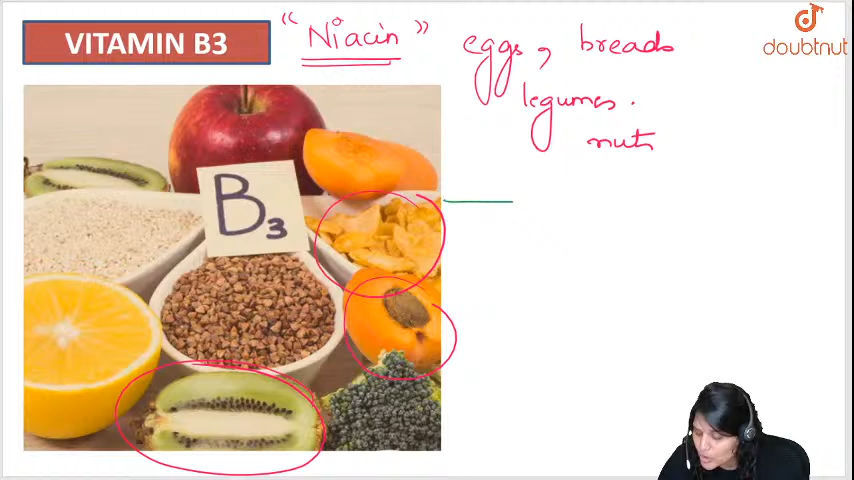 VITAMIN B3
"Niacin"
eggs, breads
legumes.
nuts
doubtnut
B3